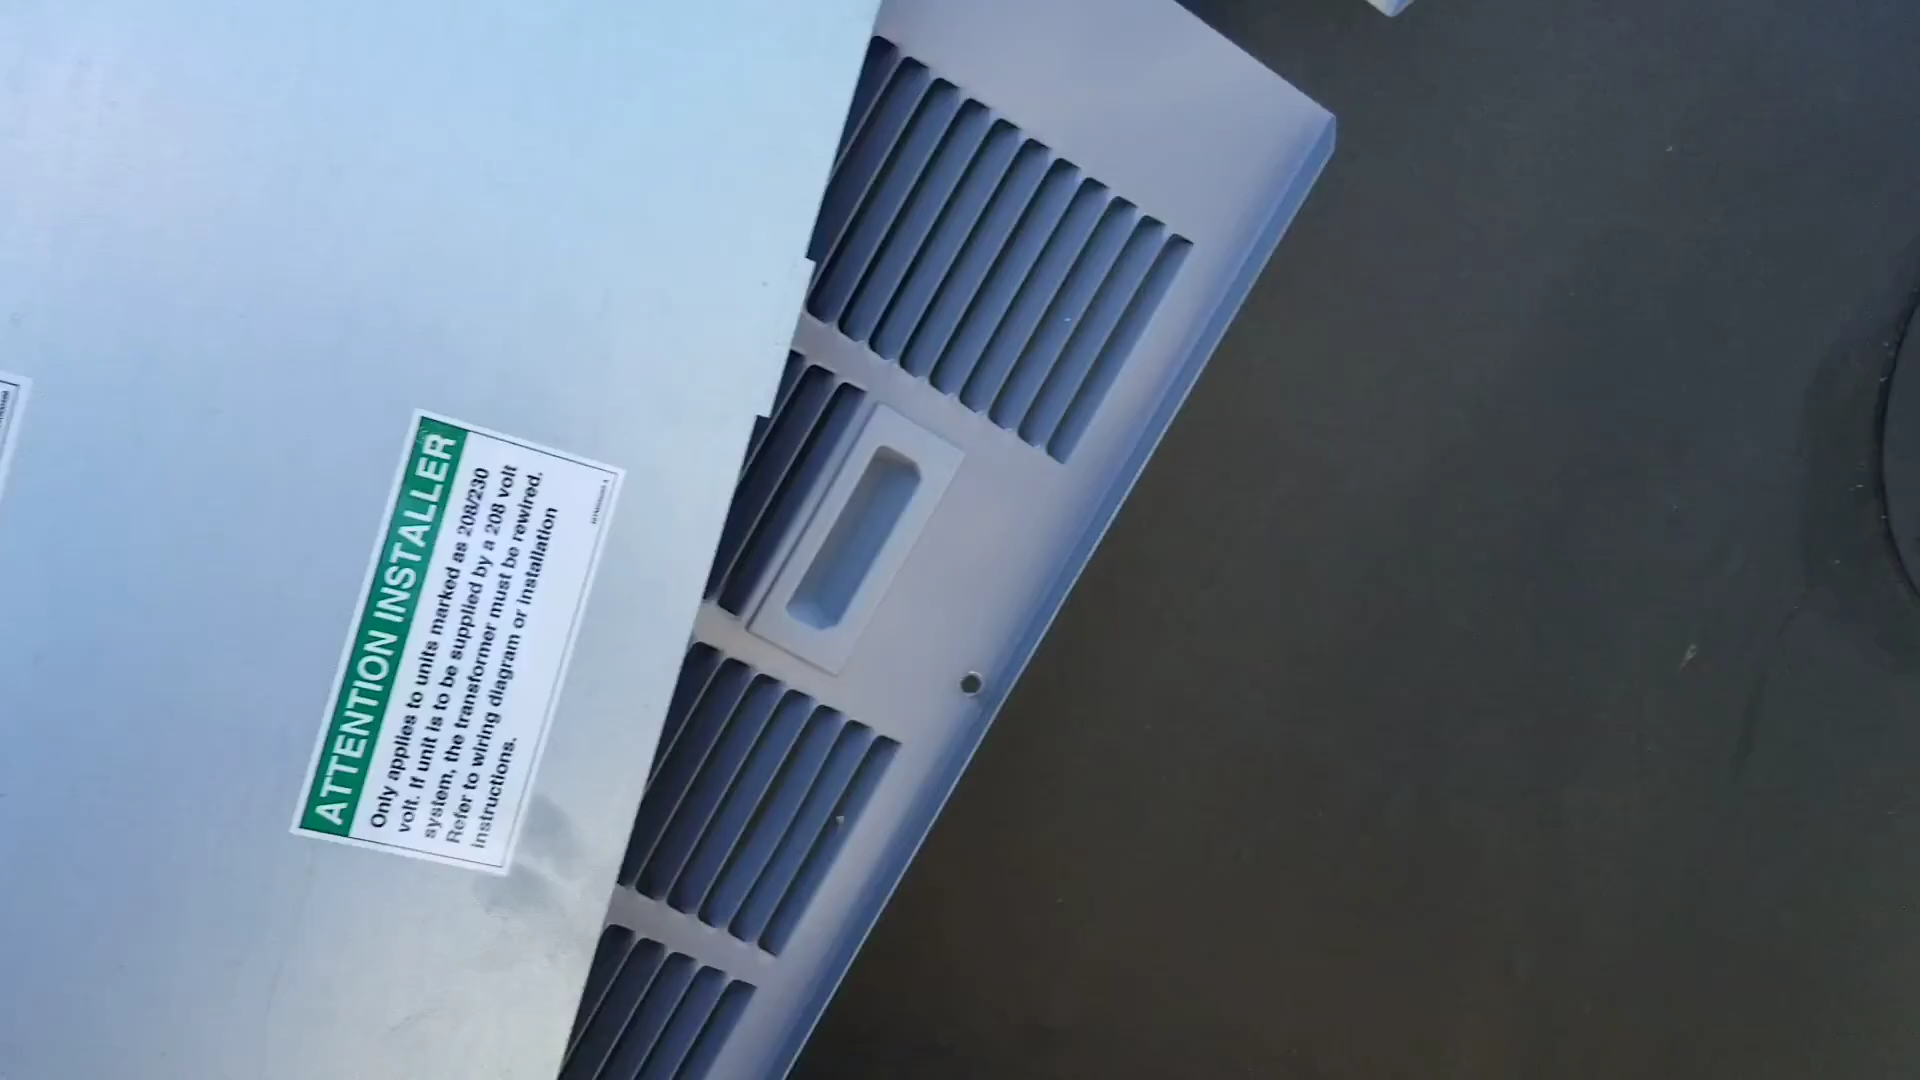 ATTENTION INSTALLER
Only applies to units marked as 208/230
volt. If unit is to be supplied by a 208 volt
system, the transformer must be rewired.
Refer to wiring diagram or installation
instructions.